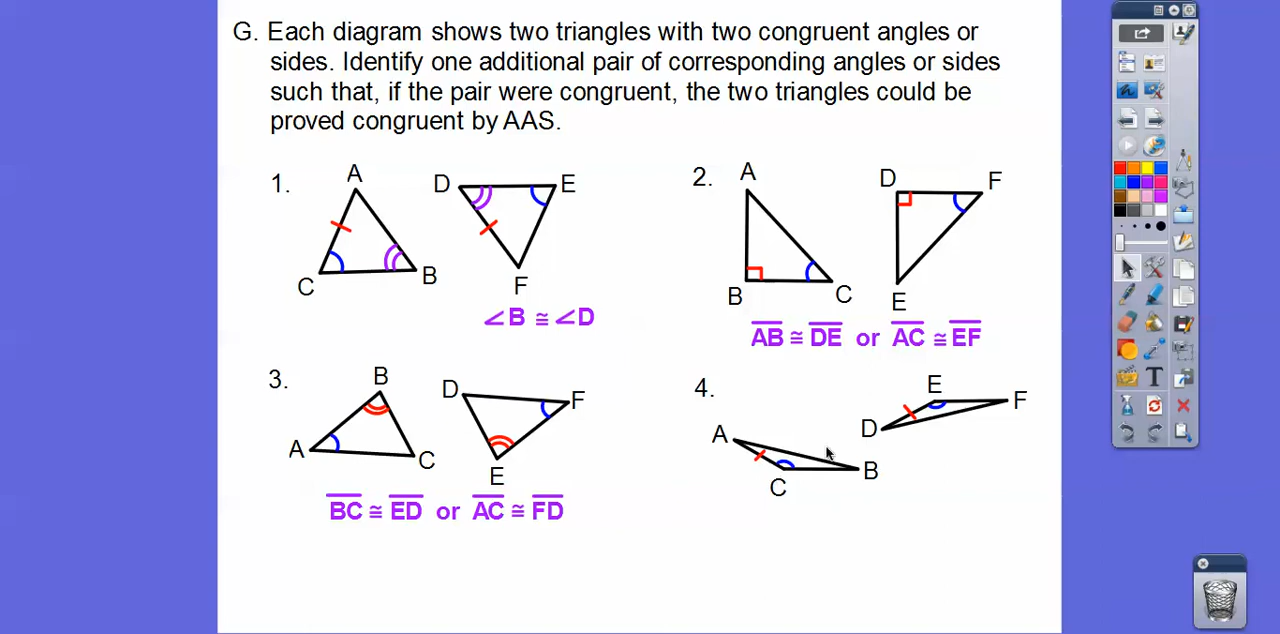 G. Each diagram shows two triangles with two congruent angles or
sides. Identify one additional pair of corresponding angles or sides
such that, if the pair were congruent, the two triangles could be
proved congruent by AAS.
1.
A
D
E
C
B
F
∠B ≅ ∠D
2.
A
D
F
B
C
E
AB ≅ DE or AC ≅ EF
3.
B
D
F
A
C
E
BC ≅ ED or AC ≅ FD
4.
E
F
A
D
B
C
T